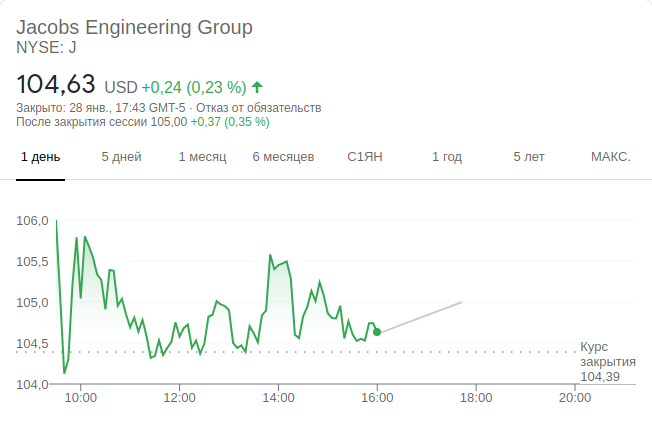 Jacobs Engineering Group
NYSE: J
104,63 USD +0,24 (0,23 %)
Закрыто: 28 янв., 17:43 GMT-5 · Отказ от обязательств
После закрытия сессии 105,00 +0,37 (0,35 %)
1 день 5 дней 1 месяц 6 месяцев С1ЯН 1 год 5 лет МАКС.
106,0
105,5
105,0
104,5
104,0
Курс
закрытия
104,39
10:00 12:00 14:00 16:00 18:00 20:00